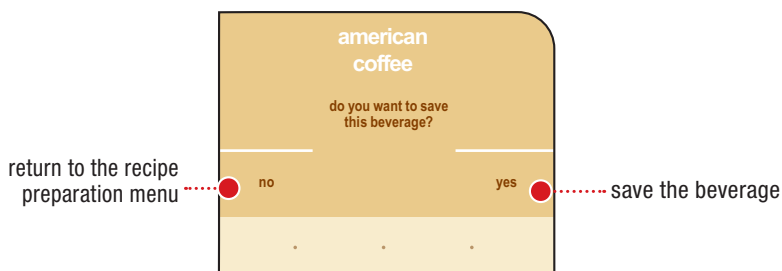 american
coffee
do you want to save
this beverage?
return to the recipe
preparation menu
no
yes
save the beverage